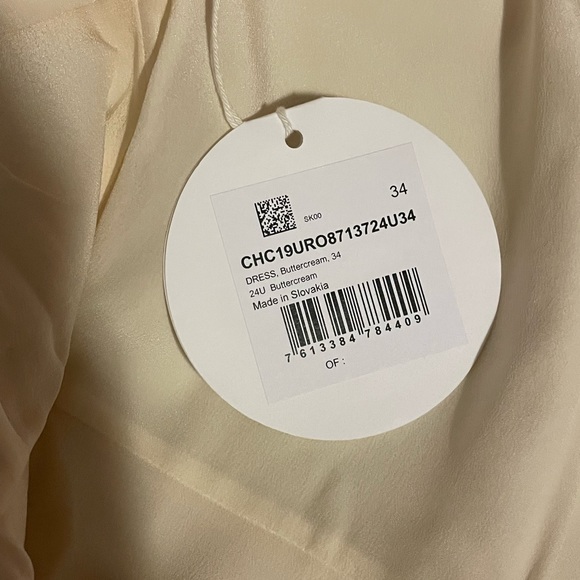 34
SK00
CHC19URO8713724U34
DRESS, Buttercream, 34
24U Buttercream
Made in Slovakia
7 613384 784409
OF :